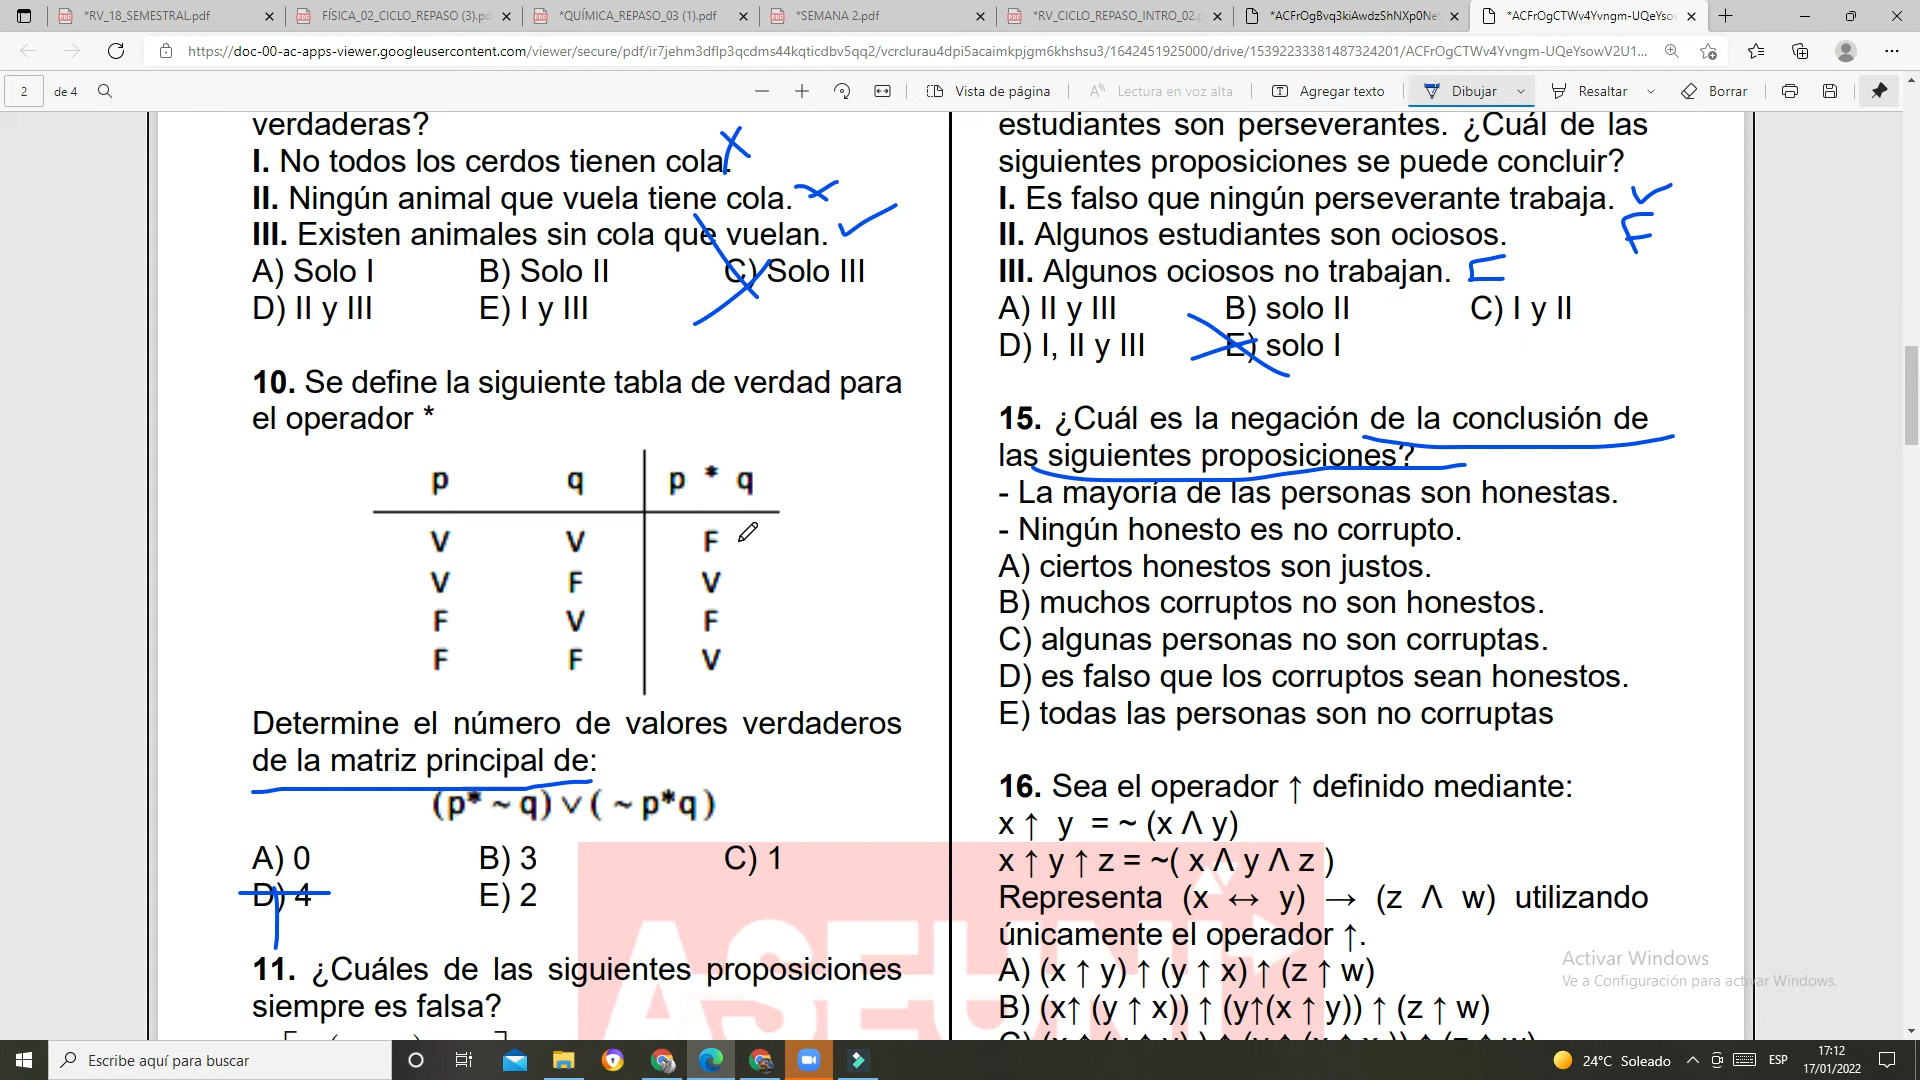 *RV_18_SEMESTRAL.pdf
FÍSICA_02_CICLO_REPASO (3).pd
*QUÍMICA_REPASO_03 (1).pdf
*SEMANA 2.pdf
*RV_CICLO_REPASO_INTRO_02.p
*ACFrOgBvq3kiAwdzShNXp0Ne
*ACFrOgCTWv4Yvngm-UQeYsow
https://doc-00-ac-apps-viewer.googleusercontent.com/viewer/secure/pdf/ir7jehm3dflp3qcdms44kqticdbv5qq2/vcrclurau4dpi5acaimkpjgm6khshsu3/1642451925000/drive/15392233381487324201/ACFrOgCTWv4Yvngm-UQeYsowV2U1...
2 de 4
Vista de página
Lectura en voz alta
Agregar texto
Dibujar
Resaltar
Borrar
verdaderas?
I. No todos los cerdos tienen cola.
II. Ningún animal que vuela tiene cola.
III. Existen animales sin cola que vuelan.
A) Solo I B) Solo II C) Solo III
D) II y III E) I y III
10. Se define la siguiente tabla de verdad para
el operador *
p q p * q
V V F
V F V
F V F
F F V
Determine el número de valores verdaderos
de la matriz principal de:
(p* ~ q) ∨ ( ~ p*q )
A) 0 B) 3 C) 1
D) 4 E) 2
11. ¿Cuáles de las siguientes proposiciones
siempre es falsa?
estudiantes son perseverantes. ¿Cuál de las
siguientes proposiciones se puede concluir?
I. Es falso que ningún perseverante trabaja.
II. Algunos estudiantes son ociosos.
F
III. Algunos ociosos no trabajan.
A) II y III B) solo II C) I y II
D) I, II y III E) solo I
15. ¿Cuál es la negación de la conclusión de
las siguientes proposiciones?
- La mayoría de las personas son honestas.
- Ningún honesto es no corrupto.
A) ciertos honestos son justos.
B) muchos corruptos no son honestos.
C) algunas personas no son corruptas.
D) es falso que los corruptos sean honestos.
E) todas las personas son no corruptas
16. Sea el operador ↑ definido mediante:
x ↑ y = ~ (x Λ y)
x ↑ y ↑ z = ~( x Λ y Λ z )
Representa (x ↔ y) → (z Λ w) utilizando
únicamente el operador ↑.
A) (x ↑ y) ↑ (y ↑ x) ↑ (z ↑ w)
B) (x↑ (y ↑ x)) ↑ (y↑(x ↑ y)) ↑ (z ↑ w)
ASEUNI
Activar Windows
Ve a Configuración para activar Windows.
Escribe aquí para buscar
24°C Soleado
ESP
17:12
17/01/2022